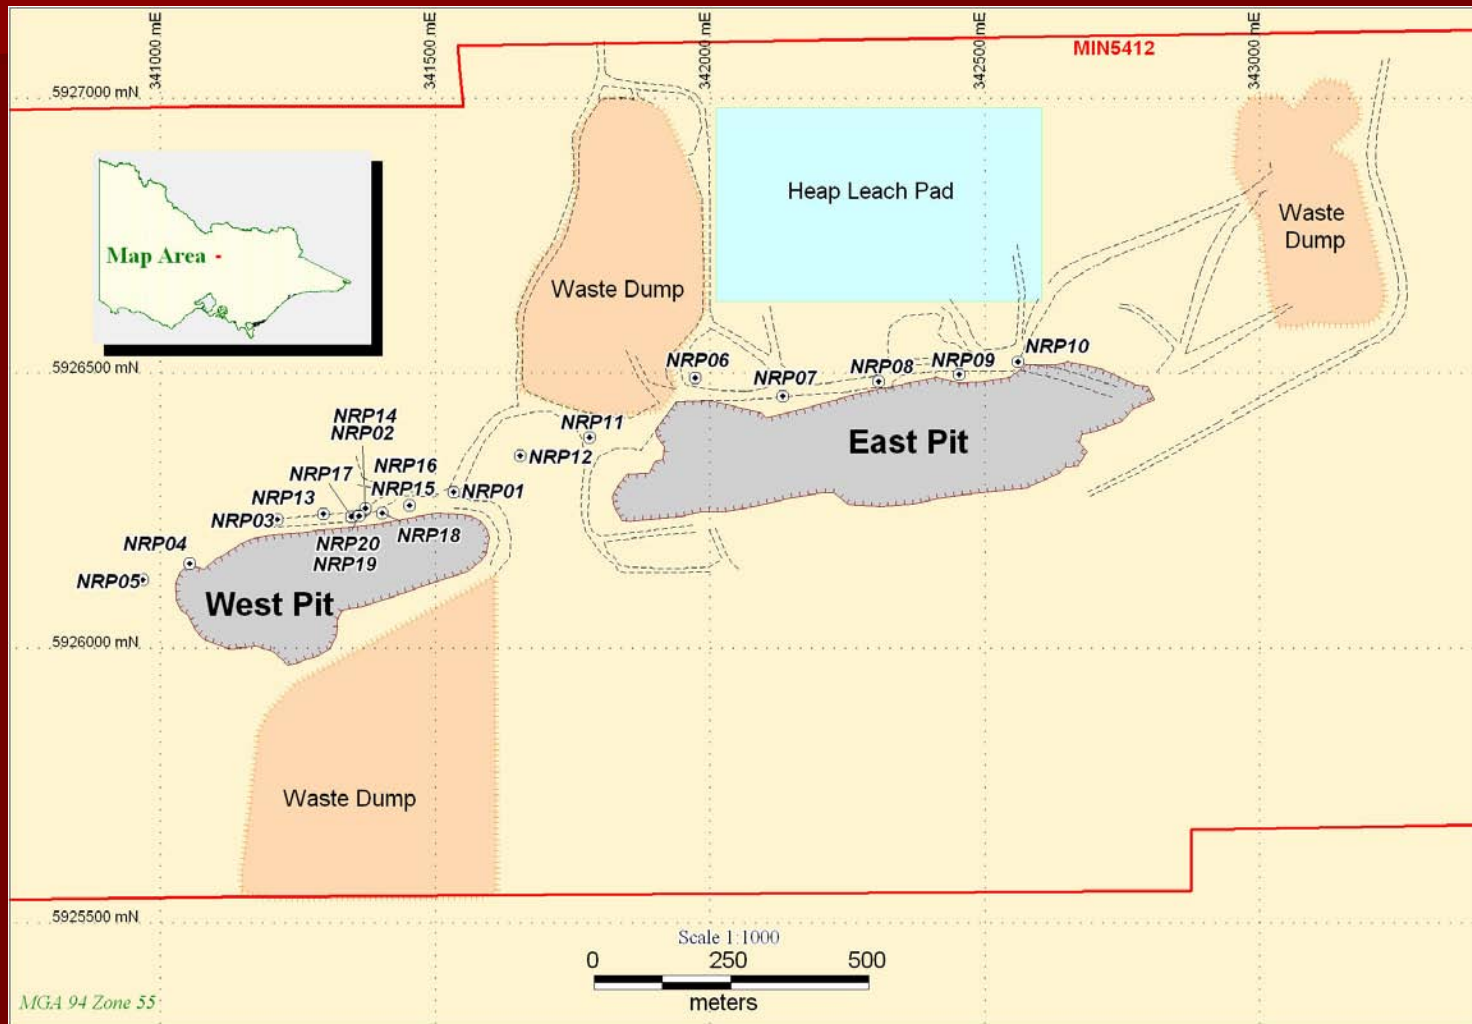 341000 mE
341500 mE
342000 mE
342500 mE
343000 mE
MIN5412
5927000 mN
Heap Leach Pad
Waste
Dump
Map Area
Waste Dump
5926500 mN
NRP06
NRP07
NRP08
NRP09
NRP10
NRP14
NRP02
NRP11
East Pit
NRP12
NRP17
NRP16
NRP13
NRP15
NRP01
NRP03
NRP18
NRP04
NRP20
NRP19
NRP05
West Pit
5926000 mN
Waste Dump
5925500 mN
Scale 1:1000
0 250 500
meters
MGA 94 Zone 55